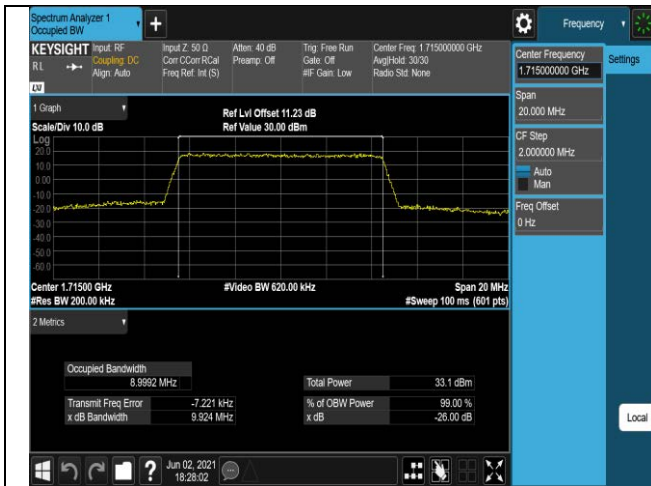 Spectrum Analyzer 1
Occupied BW
Frequency
KEYSIGHT
RL
LXI
Input: RF
Coupling: DC
Align: Auto
Input Z: 50 Ω
Corr CCorr RCal
Freq Ref: Int (S)
Atten: 40 dB
Preamp: Off
Trig: Free Run
Gate: Off
#IF Gain: Low
Center Freq: 1.715000000 GHz
Avg|Hold: 30/30
Radio Std: None
Center Frequency
1.715000000 GHz
Settings
Span
20.000 MHz
CF Step
2.000000 MHz
Auto
Man
Freq Offset
0 Hz
1 Graph
Scale/Div 10.0 dB
Ref Lvl Offset 11.23 dB
Ref Value 30.00 dBm
Log
20.0
10.0
0.00
-10.0
-20.0
-30.0
-40.0
-50.0
-60.0
Center 1.71500 GHz
#Video BW 620.00 kHz
Span 20 MHz
#Res BW 200.00 kHz
#Sweep 100 ms (601 pts)
2 Metrics
Occupied Bandwidth
8.9992 MHz
Total Power 33.1 dBm
Transmit Freq Error -7.221 kHz
% of OBW Power 99.00 %
x dB Bandwidth 9.924 MHz
x dB -26.00 dB
Local
?
Jun 02, 2021
18:28:02